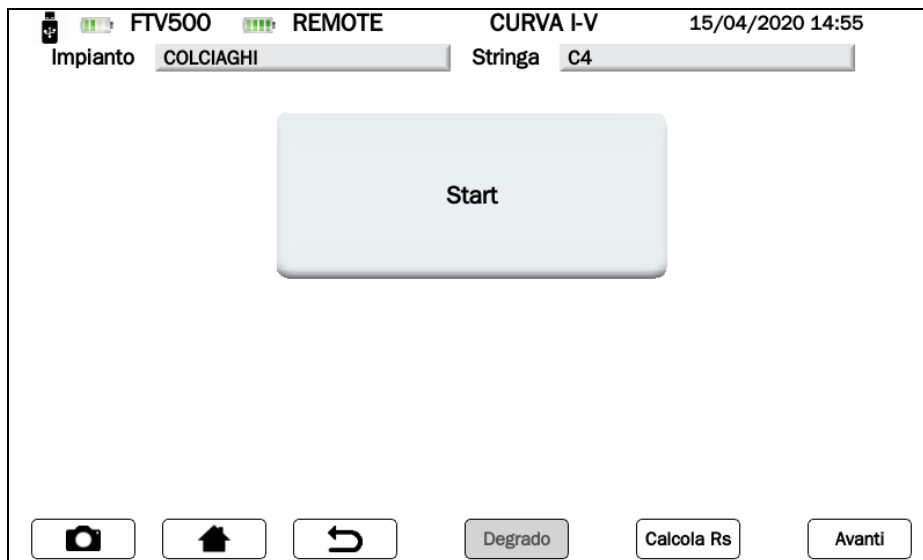 FTV500 REMOTE CURVA I-V 15/04/2020 14:55
Impianto COLCIAGHI Stringa C4
Start
Degrado Calcola Rs Avanti